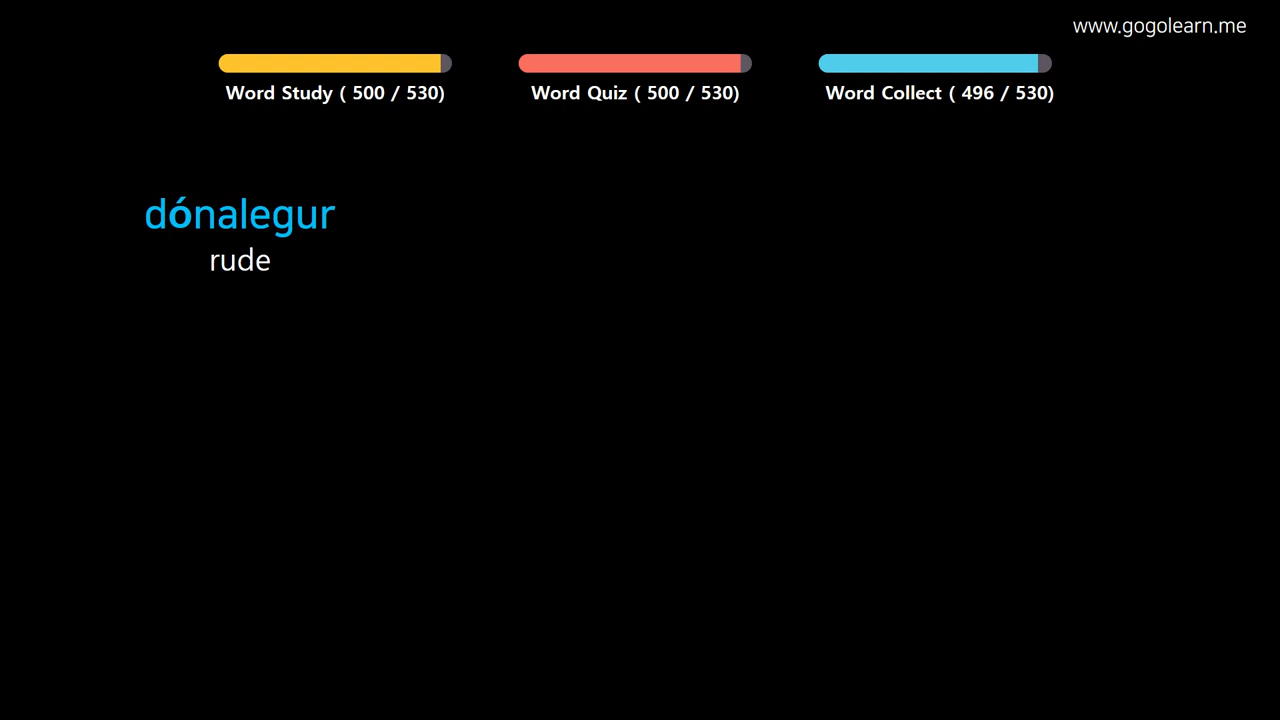 www.gogolearn.me
Word Study ( 500 / 530)
Word Quiz ( 500 / 530)
Word Collect ( 496 / 530)
dónalegur
rude